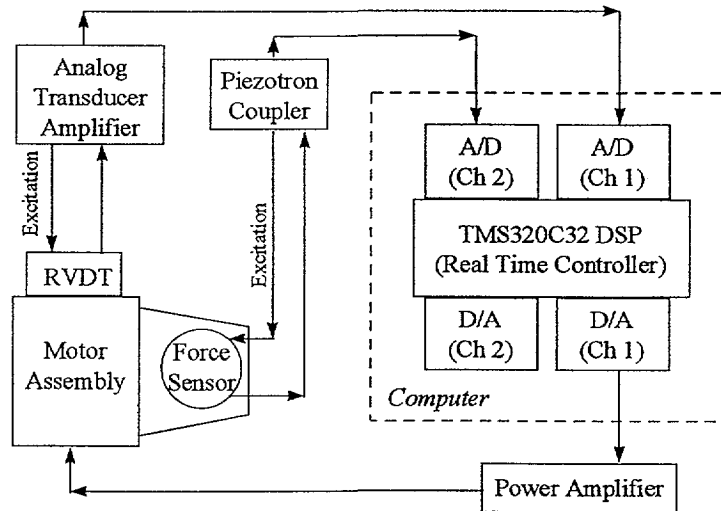 Analog
Transducer
Amplifier
Piezotron
Coupler
Excitation
Excitation
A/D
(Ch 2)
A/D
(Ch 1)
TMS320C32 DSP
(Real Time Controller)
D/A
(Ch 2)
D/A
(Ch 1)
RVDT
Motor
Assembly
Force
Sensor
Computer
Power Amplifier